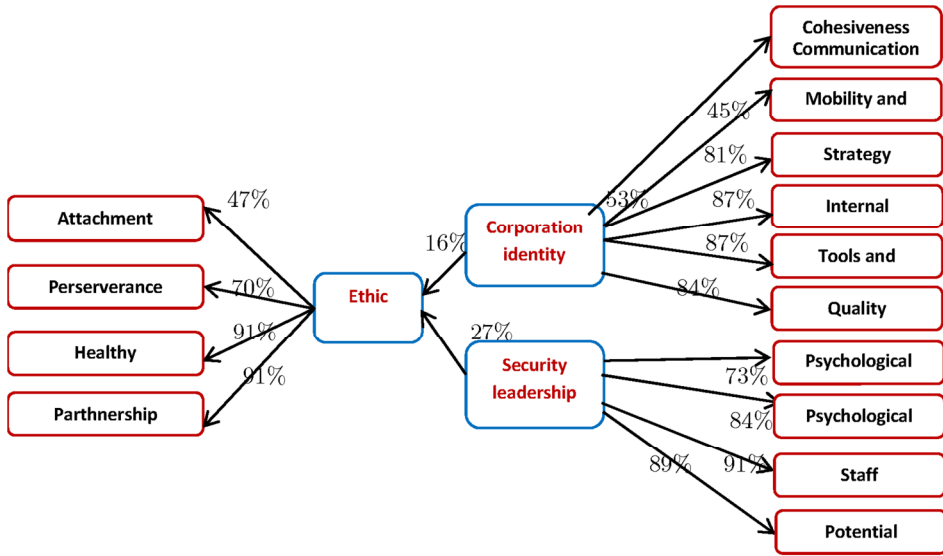 Cohesiveness
Communication
Mobility and
45%
81%
Strategy
53%
87%
Internal
47%
Attachment
16%
Corporation
identity
87%
Tools and
Perserverance
70%
Ethic
84%
Quality
91%
27%
Healthy
Security
leadership
73%
Psychological
91%
Parthnership
84%
Psychological
89%
91%
Staff
Potential